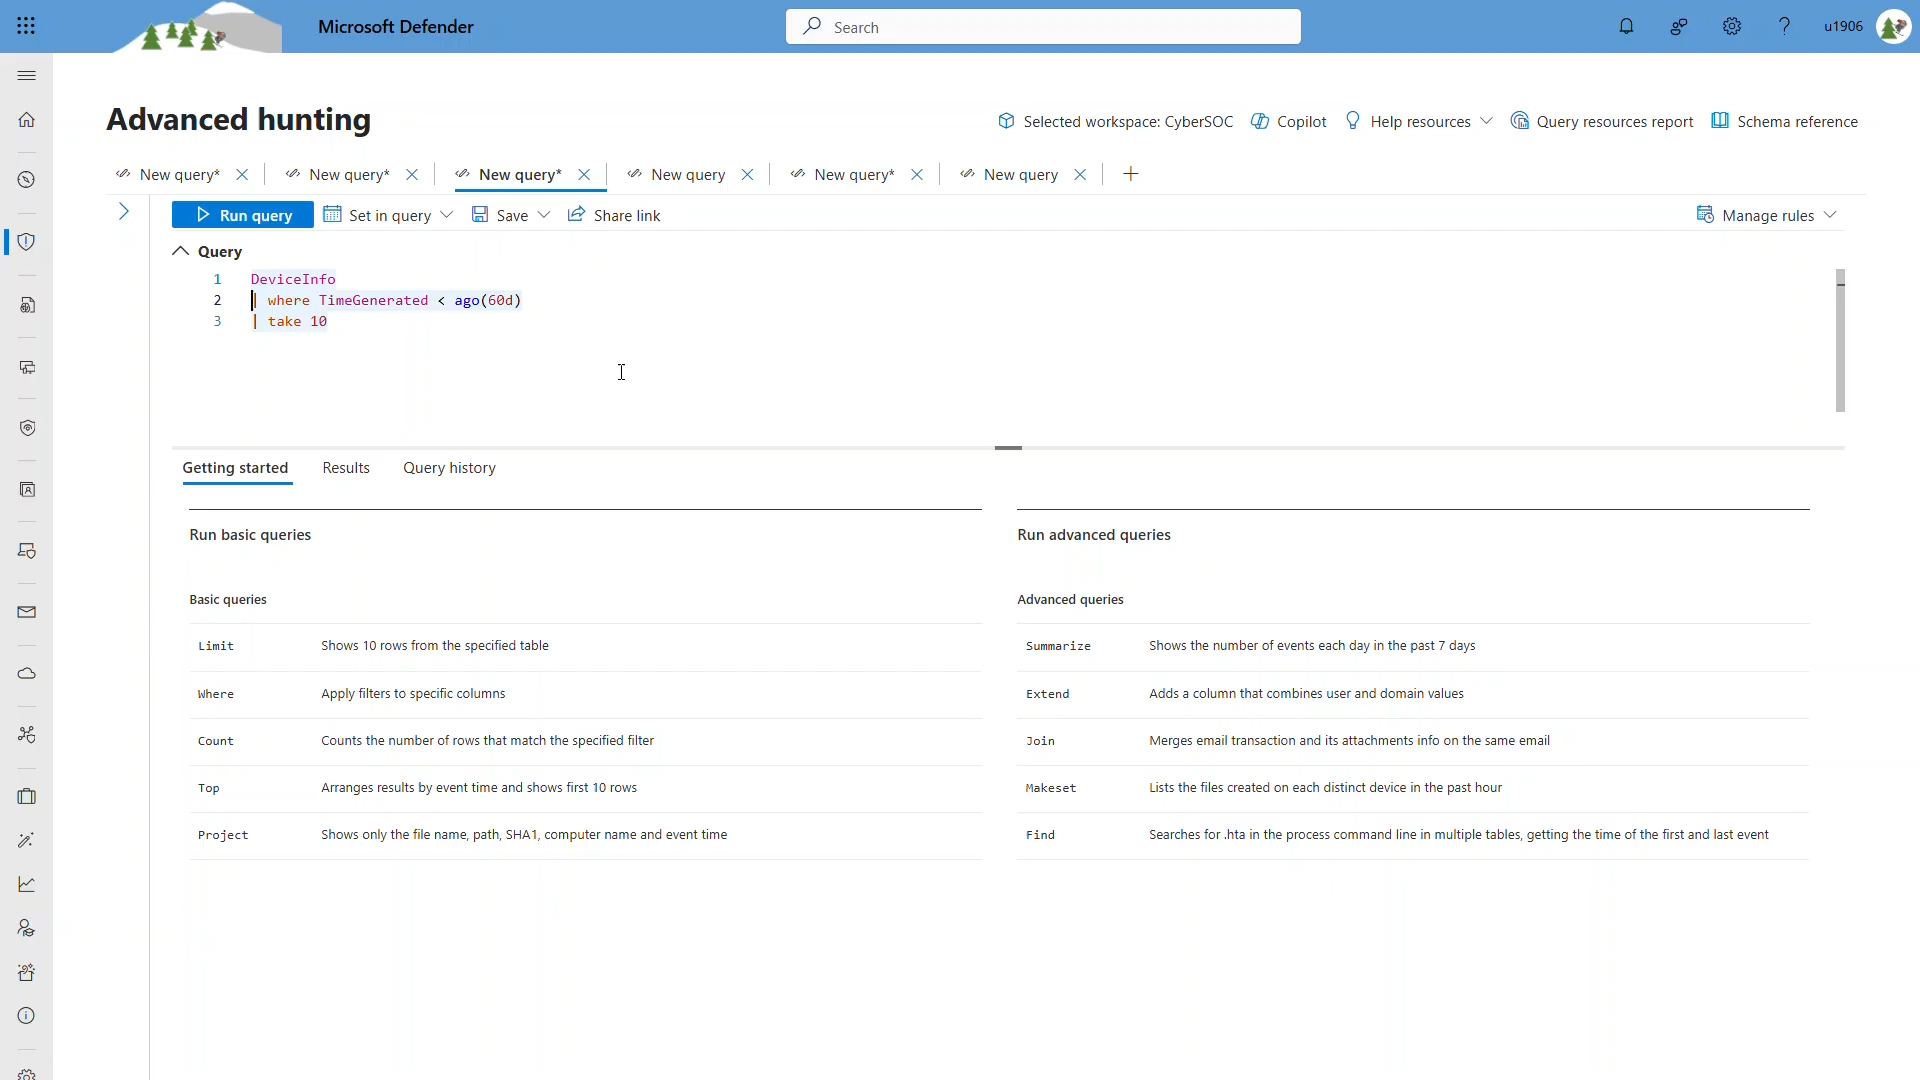 Microsoft Defender
Search
u1906
Advanced hunting
Selected workspace: CyberSOC
Copilot
Help resources
Query resources report
Schema reference
New query*
New query*
New query*
New query
New query*
New query
Run query
Set in query
Save
Share link
Manage rules
Query
1 DeviceInfo
2 | where TimeGenerated < ago(60d)
3 | take 10
Getting started
Results
Query history
Run basic queries
Basic queries
Limit Shows 10 rows from the specified table
Where Apply filters to specific columns
Count Counts the number of rows that match the specified filter
Top Arranges results by event time and shows first 10 rows
Project Shows only the file name, path, SHA1, computer name and event time
Run advanced queries
Advanced queries
Summarize Shows the number of events each day in the past 7 days
Extend Adds a column that combines user and domain values
Join Merges email transaction and its attachments info on the same email
Makeset Lists the files created on each distinct device in the past hour
Find Searches for .hta in the process command line in multiple tables, getting the time of the first and last event